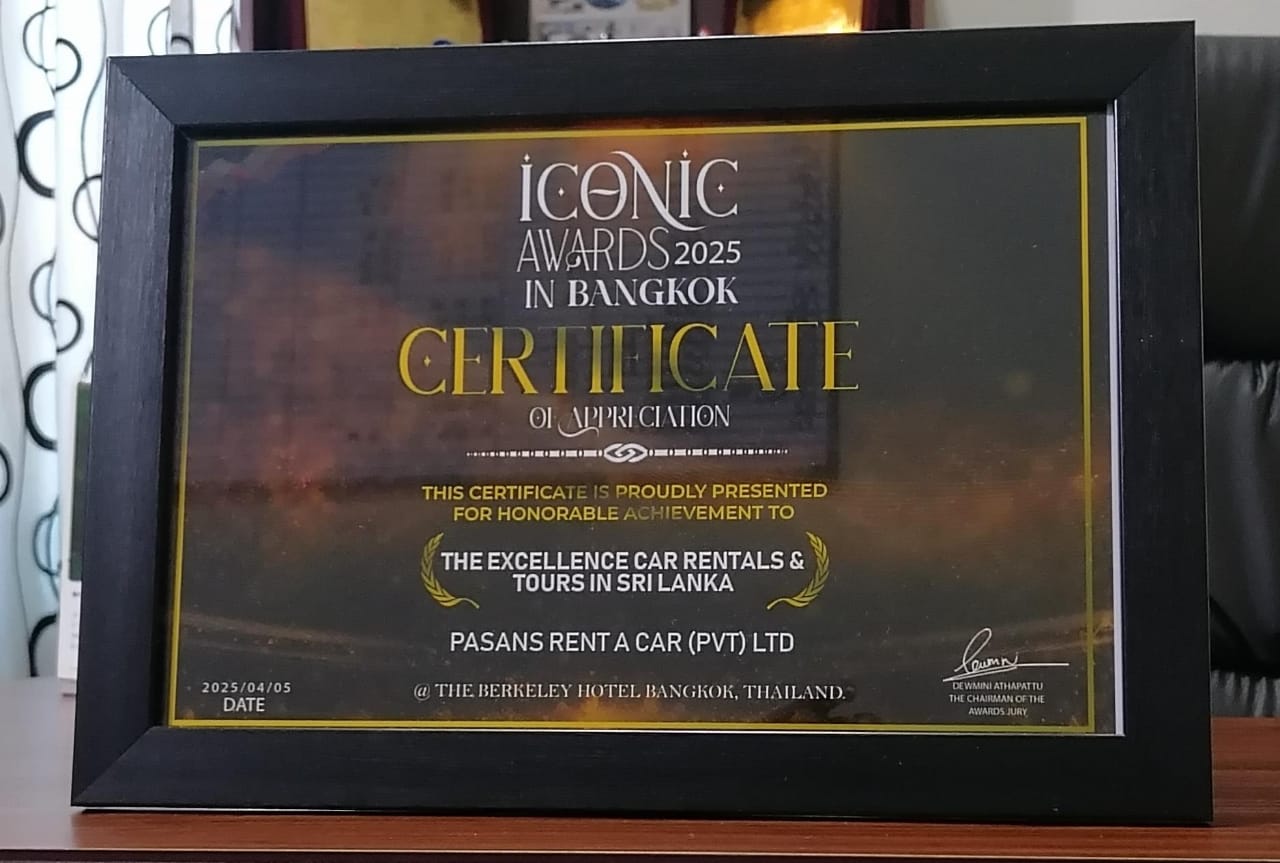 ICONIC
AWARDS 2025
IN BANGKOK
CERTIFICATE
OF APPRECIATION
THIS CERTIFICATE IS PROUDLY PRESENTED
FOR HONORABLE ACHIEVEMENT TO
THE EXCELLENCE CAR RENTALS &
TOURS IN SRI LANKA
PASANS RENT A CAR (PVT) LTD
@ THE BERKELEY HOTEL BANGKOK, THAILAND.
2025/04/05
DATE
DEWMINI ATHAPATTU
THE CHAIRMAN OF THE
AWARDS JURY